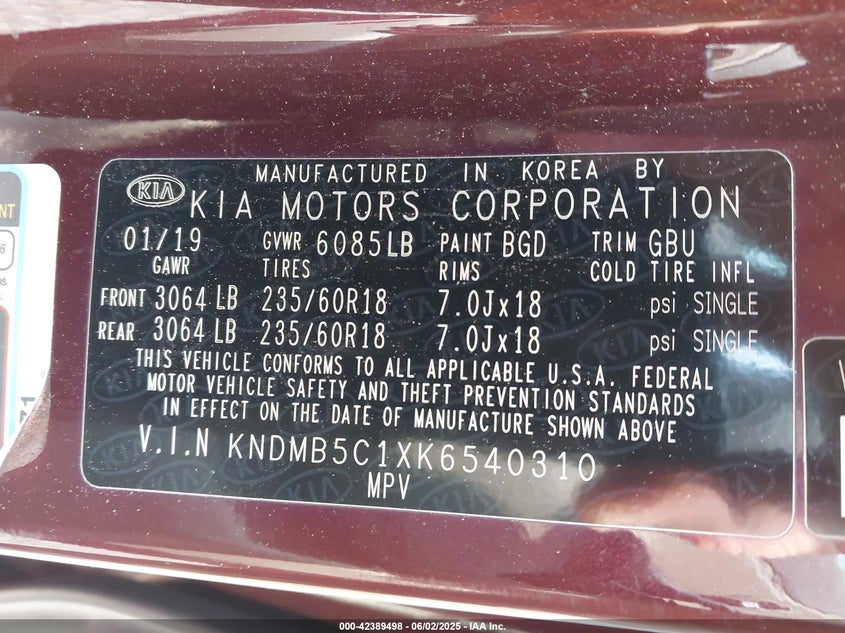 MANUFACTURED IN KOREA BY
KIA KIA MOTORS CORPORATION
01/19 GVWR 6085LB PAINT BGD TRIM GBU
GAWR TIRES RIMS COLD TIRE INFL
FRONT 3064 LB 235/60R18 7.0Jx18 psi SINGLE
REAR 3064 LB 235/60R18 7.0Jx18 psi SINGLE
THIS VEHICLE CONFORMS TO ALL APPLICABLE U.S.A. FEDERAL
MOTOR VEHICLE SAFETY AND THEFT PREVENTION STANDARDS
IN EFFECT ON THE DATE OF MANUFACTURE SHOWN ABOVE
V.I.N KNDMB5C1XK6540310
MPV
000-42389498 - 06/02/2025 - IAA Inc.